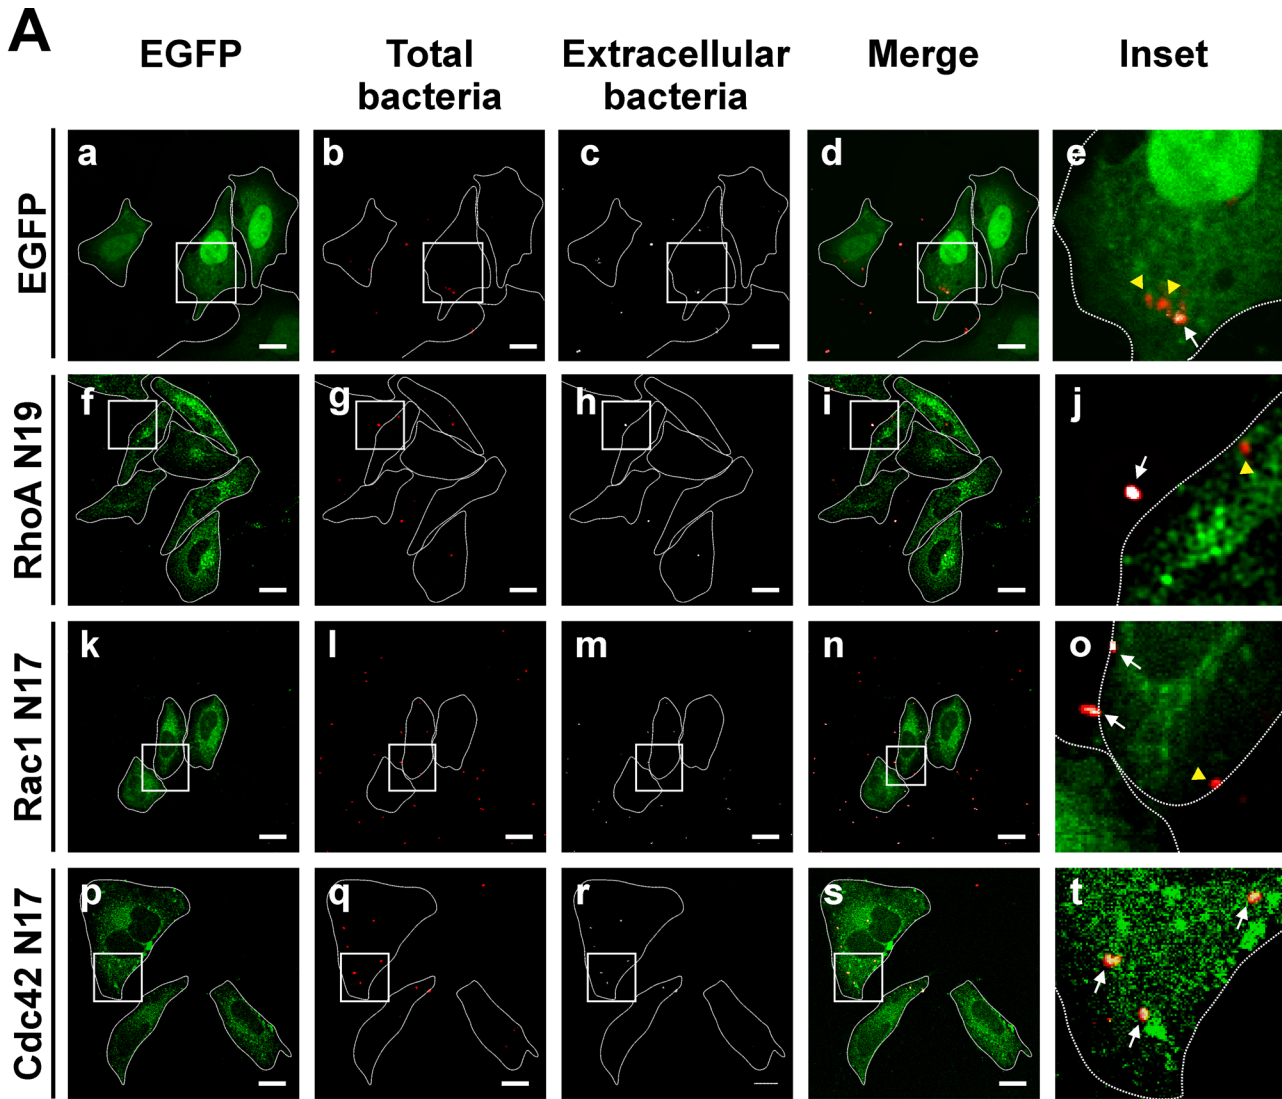 A
EGFP
Total
bacteria
Extracellular
bacteria
Merge
Inset
EGFP
a
b
c
d
e
RhoA N19
f
g
h
i
j
Rac1 N17
k
l
m
n
o
Cdc42 N17
p
q
r
s
t